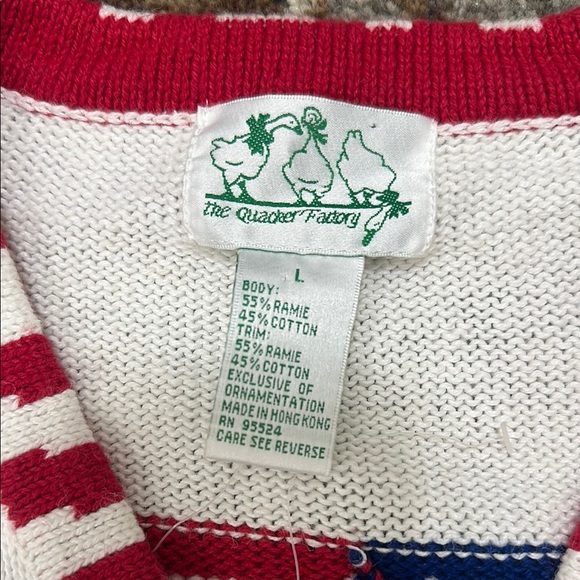 the Quacker Factory
L
BODY:
55% RAMIE
45% COTTON
TRIM:
55% RAMIE
45% COTTON
EXCLUSIVE OF
ORNAMENTATION
MADE IN HONG KONG
RN 95524
CARE SEE REVERSE